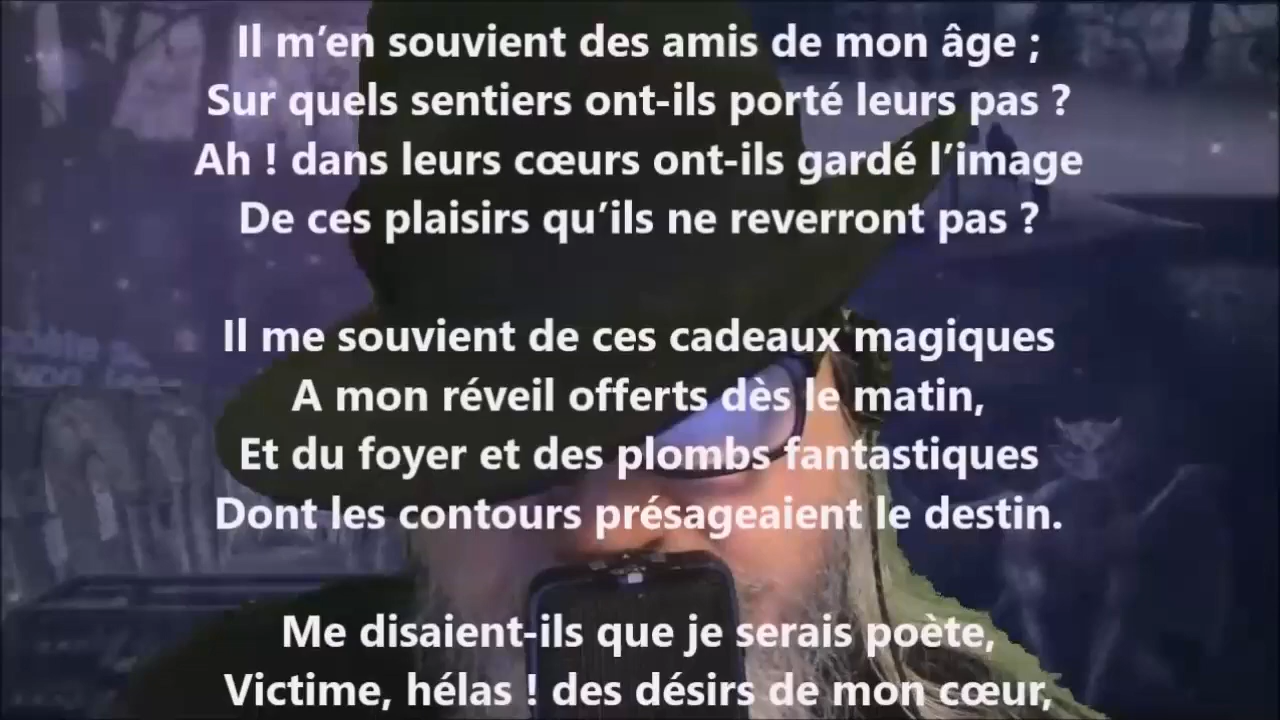 Il m’en souvient des amis de mon âge ;
Sur quels sentiers ont-ils porté leurs pas ?
Ah ! dans leurs cœurs ont-ils gardé l’image
De ces plaisirs qu’ils ne reverront pas ?
Il me souvient de ces cadeaux magiques
A mon réveil offerts dès le matin,
Et du foyer et des plombs fantastiques
Dont les contours présageaient le destin.
Me disaient-ils que je serais poète,
Victime, hélas ! des désirs de mon cœur,